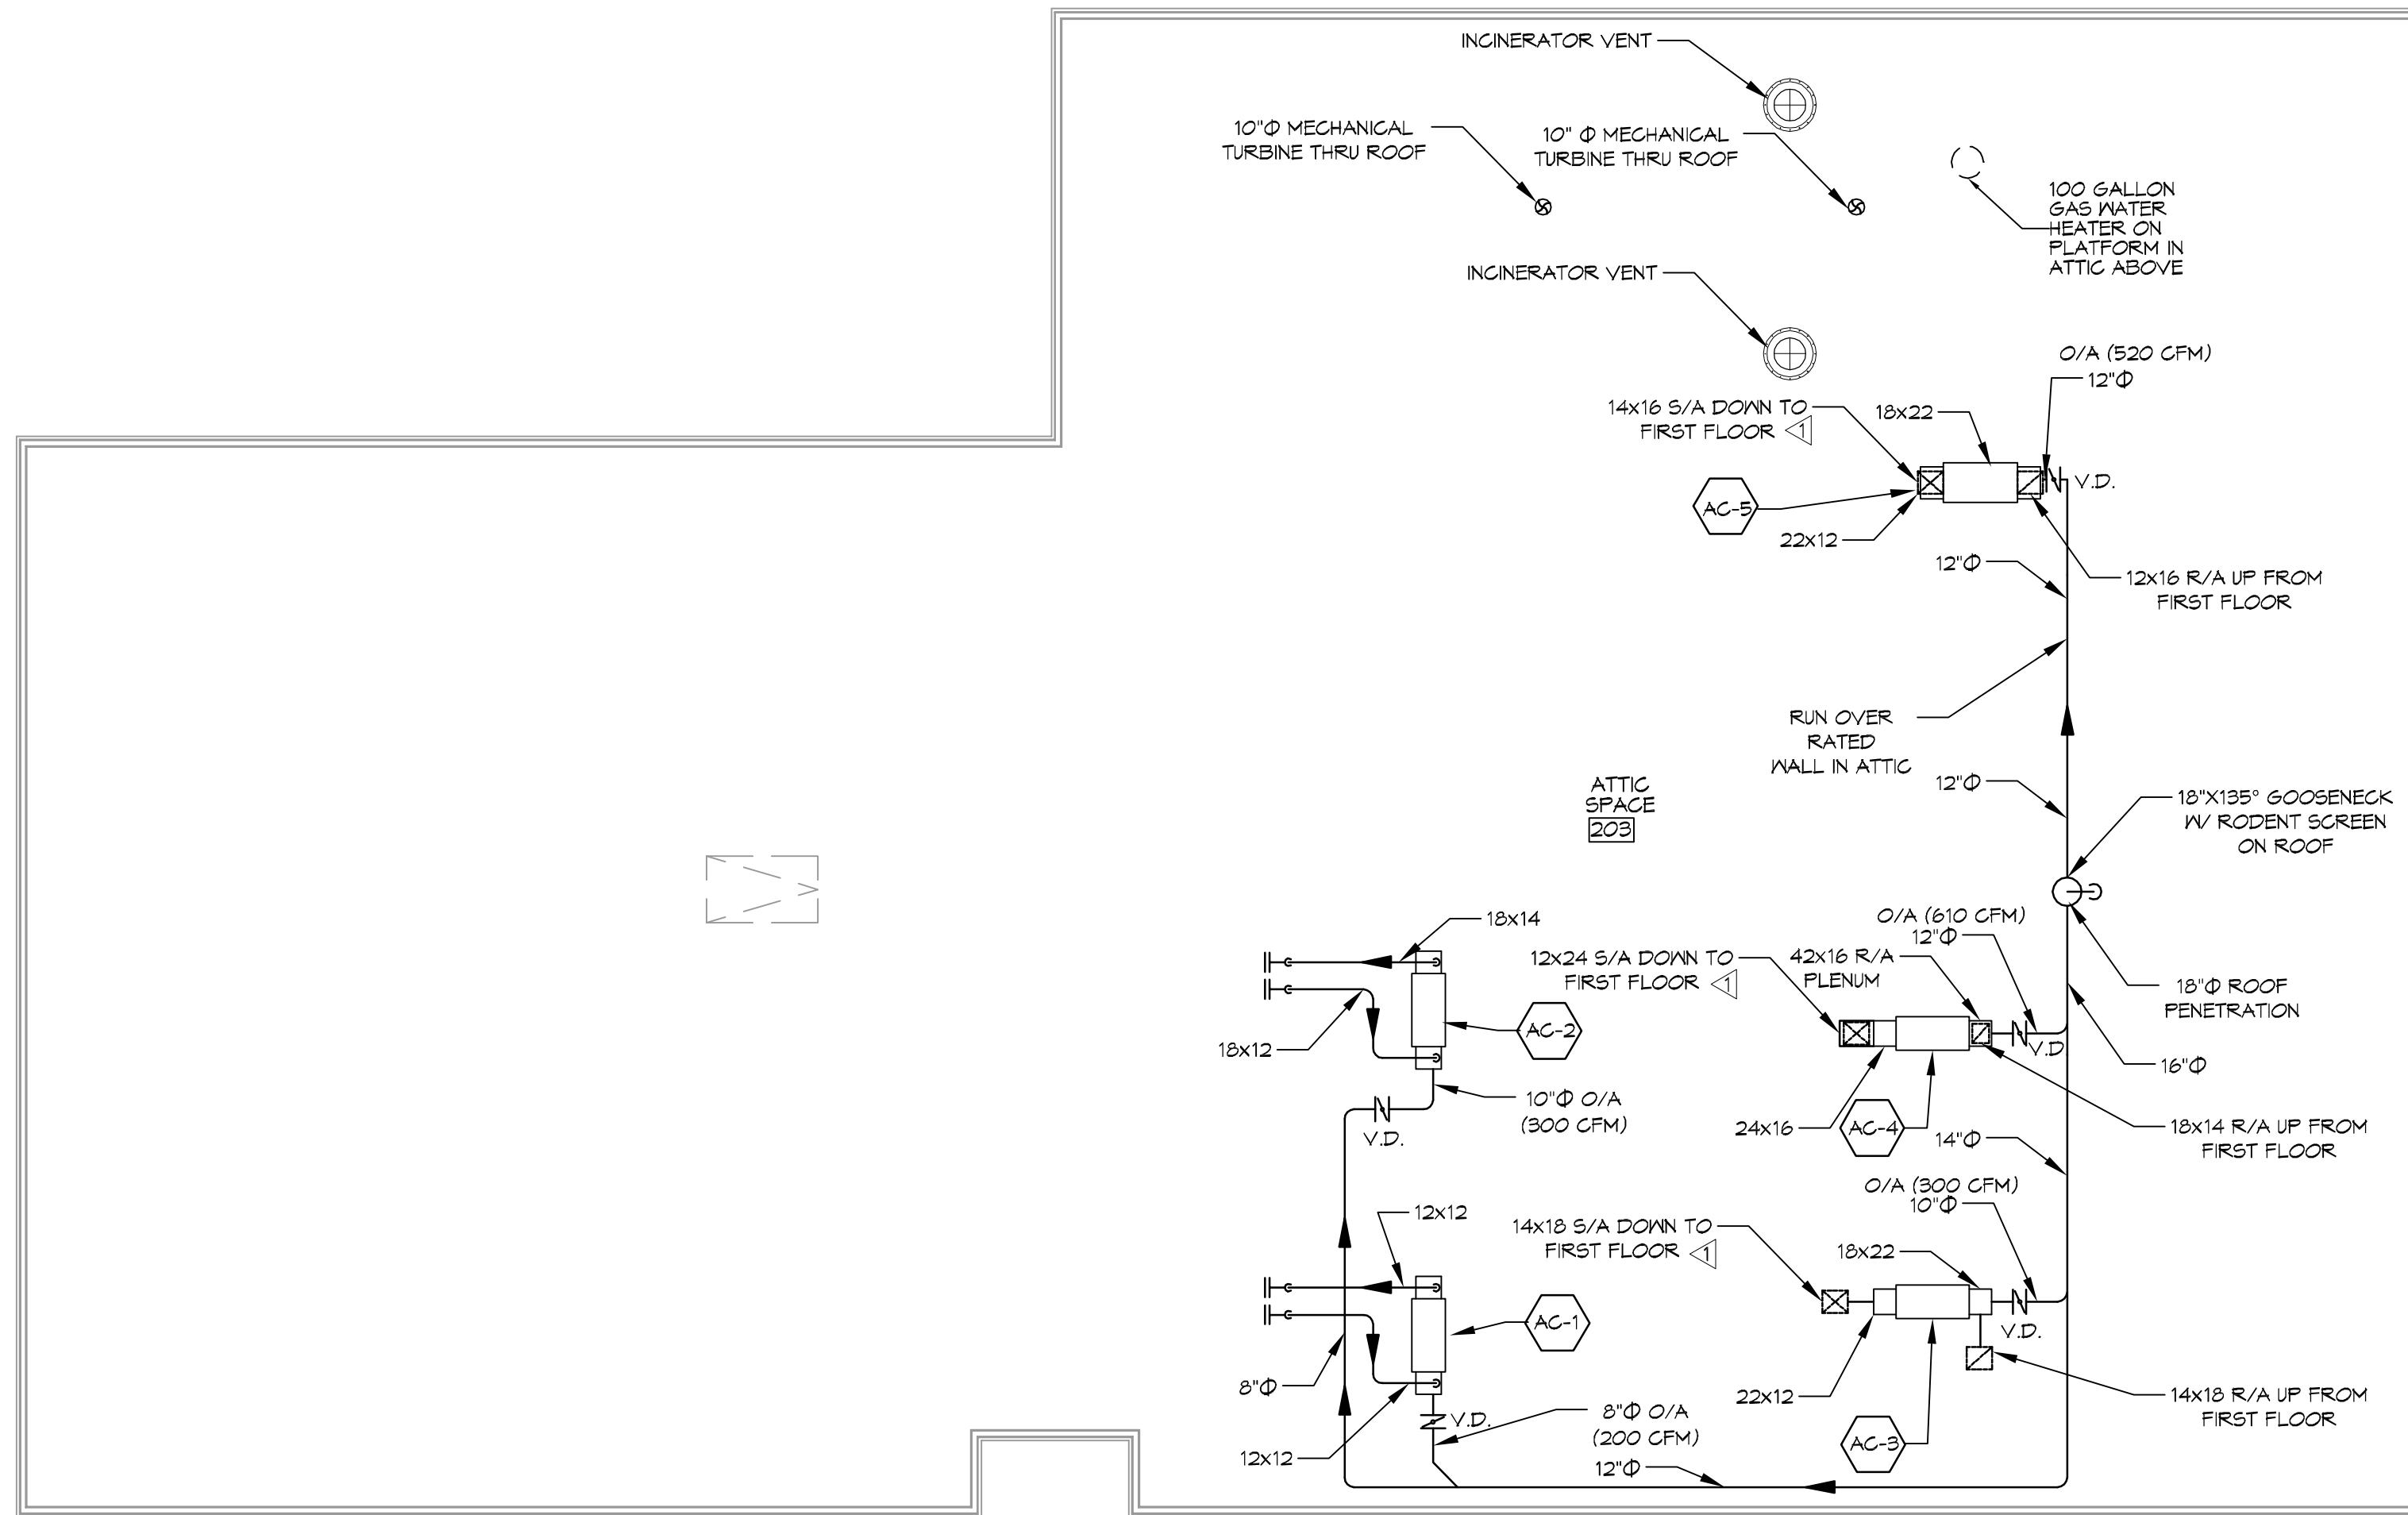 INCINERATOR VENT
10"Φ MECHANICAL
TURBINE THRU ROOF
10" Φ MECHANICAL
TURBINE THRU ROOF
100 GALLON
GAS WATER
HEATER ON
PLATFORM IN
ATTIC ABOVE
INCINERATOR VENT
O/A (520 CFM)
12"Φ
14x16 S/A DOWN TO
FIRST FLOOR 1
18x22
V.D.
AC-5
22x12
12"Φ
12x16 R/A UP FROM
FIRST FLOOR
RUN OVER
RATED
WALL IN ATTIC
12"Φ
ATTIC
SPACE
203
18"X135° GOOSENECK
W/ RODENT SCREEN
ON ROOF
18x14
O/A (610 CFM)
12"Φ
12x24 S/A DOWN TO
FIRST FLOOR 1
42x16 R/A
PLENUM
18"Φ ROOF
PENETRATION
18x12
AC-2
V.D
16"Φ
10"Φ O/A
(300 CFM)
V.D.
24x16
AC-4
14"Φ
18x14 R/A UP FROM
FIRST FLOOR
O/A (300 CFM)
10"Φ
12x12
14x18 S/A DOWN TO
FIRST FLOOR 1
18x22
AC-1
V.D.
8"Φ
22x12
14x18 R/A UP FROM
FIRST FLOOR
V.D.
8"Φ O/A
(200 CFM)
AC-3
12x12
12"Φ